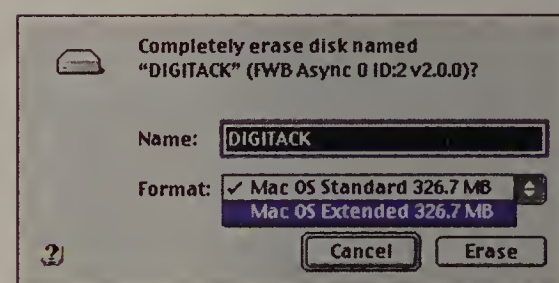 Completely erase disk named
“DIGITACK” (FWB Async 0 ID:2 v2.0.0)?
Name: DIGITACK
Format: ✓ Mac OS Standard 326.7 MB
Mac OS Extended 326.7 MB
?
Cancel Erase